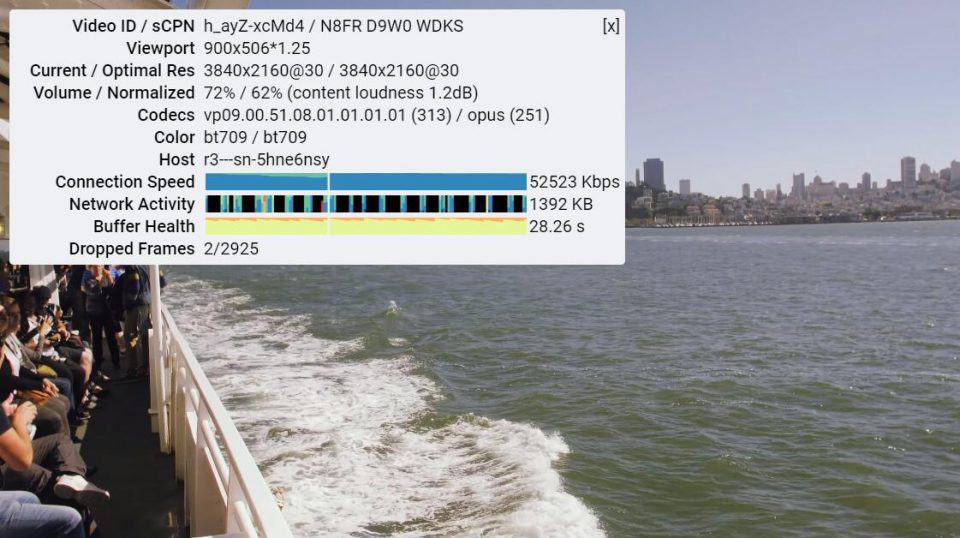 Video ID / sCPN h_ayZ-xcMd4 / N8FR D9W0 WDKS [x]
Viewport 900x506*1.25
Current / Optimal Res 3840x2160@30 / 3840x2160@30
Volume / Normalized 72% / 62% (content loudness 1.2dB)
Codecs vp09.00.51.08.01.01.01.01 (313) / opus (251)
Color bt709 / bt709
Host r3---sn-5hne6nsy
Connection Speed 52523 Kbps
Network Activity 1392 KB
Buffer Health 28.26 s
Dropped Frames 2/2925